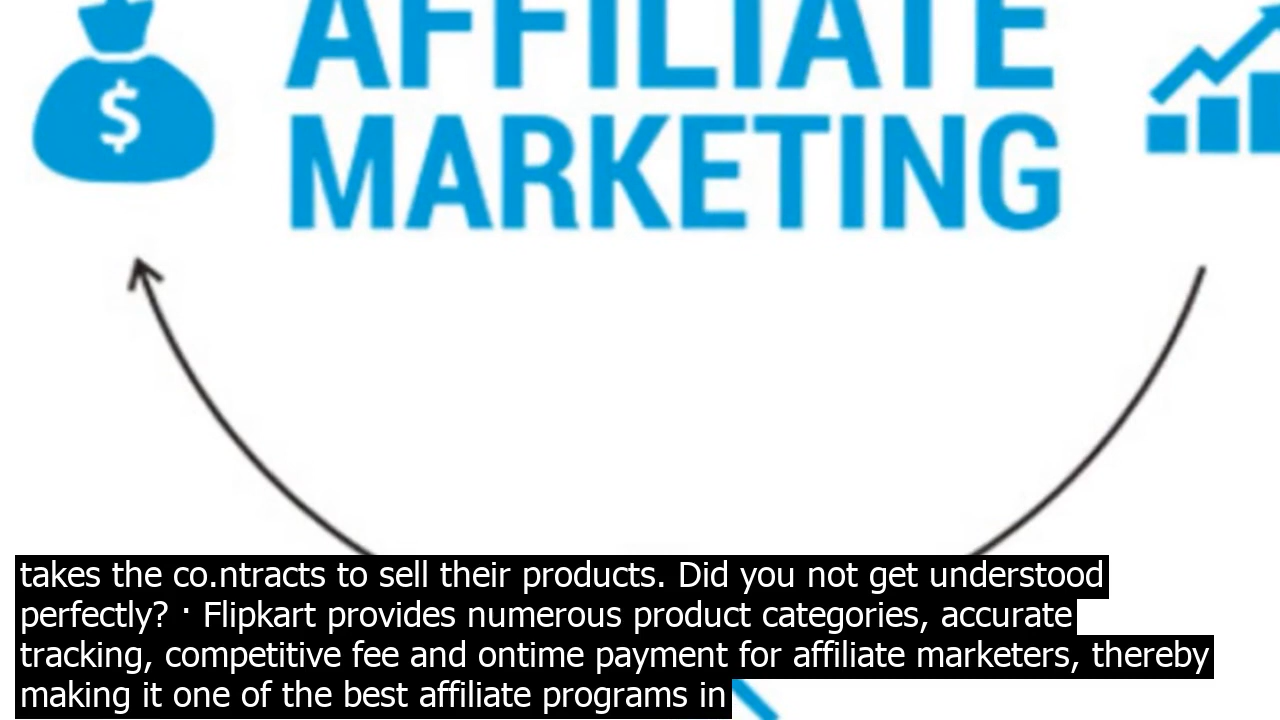 AFFILIATE
MARKETING
$
takes the co.ntracts to sell their products. Did you not get understood
perfectly? · Flipkart provides numerous product categories, accurate
tracking, competitive fee and ontime payment for affiliate marketers, thereby
making it one of the best affiliate programs in